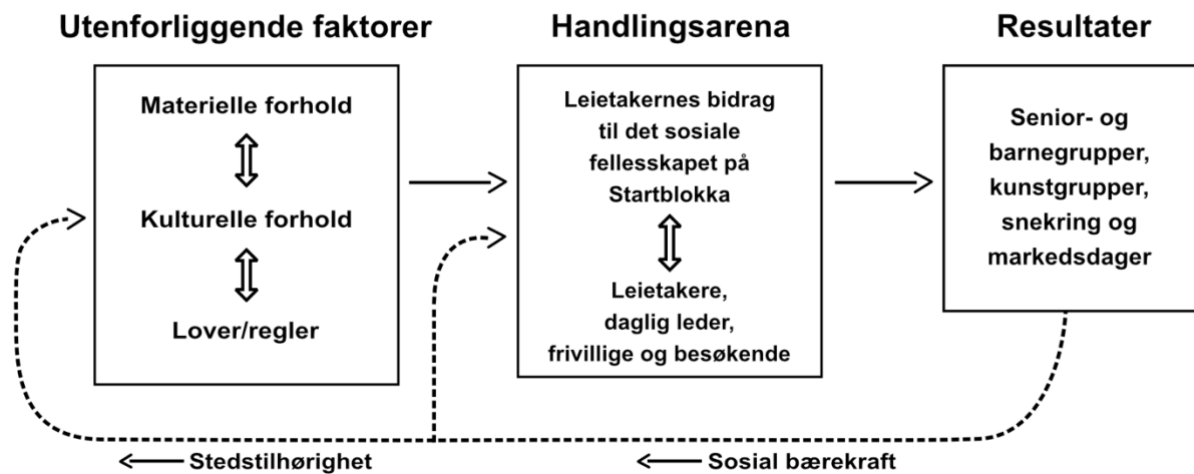 Utenforliggende faktorer
Materielle forhold
Kulturelle forhold
Lover/regler
Handlingsarena
Leietakernes bidrag
til det sosiale
fellesskapet på
Startblokka
Leietakere,
daglig leder,
frivillige og besøkende
Resultater
Senior- og
barnegrupper,
kunstgrupper,
snekring og
markedsdager
Stedstilhørighet
Sosial bærekraft